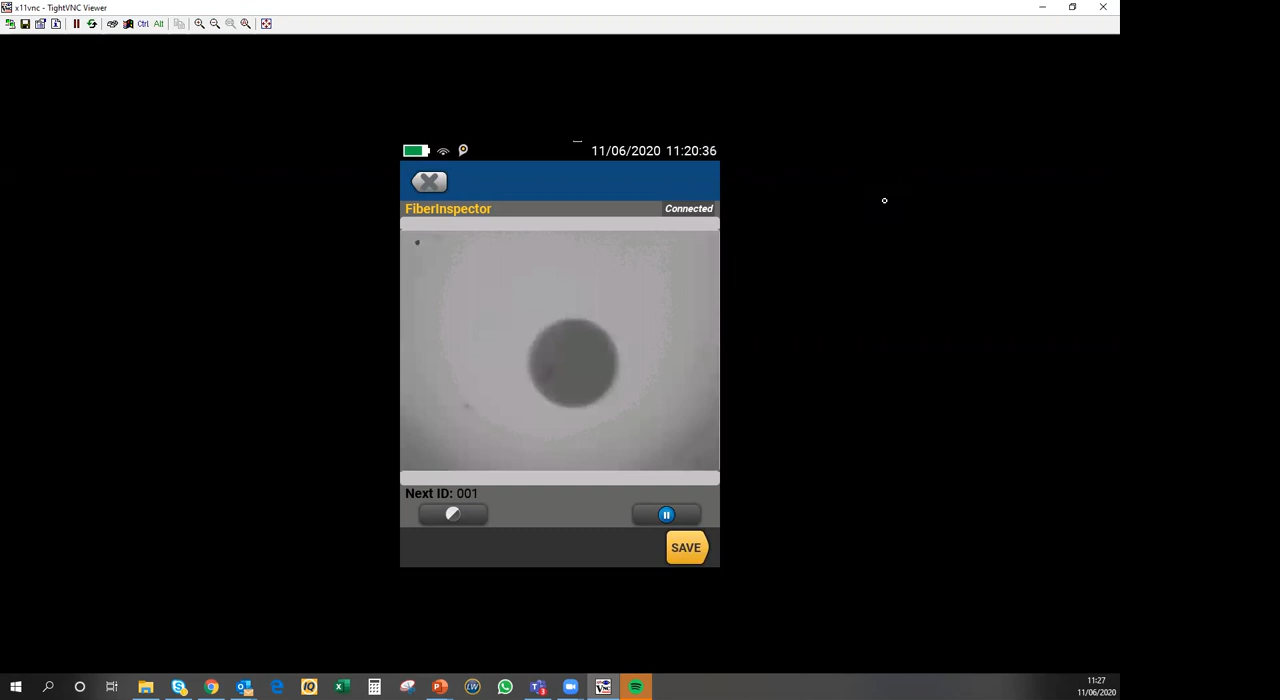 x11vnc - TightVNC Viewer
Ctrl Alt
11/06/2020 11:20:36
FiberInspector
Connected
Next ID: 001
SAVE
11:27
11/06/2020